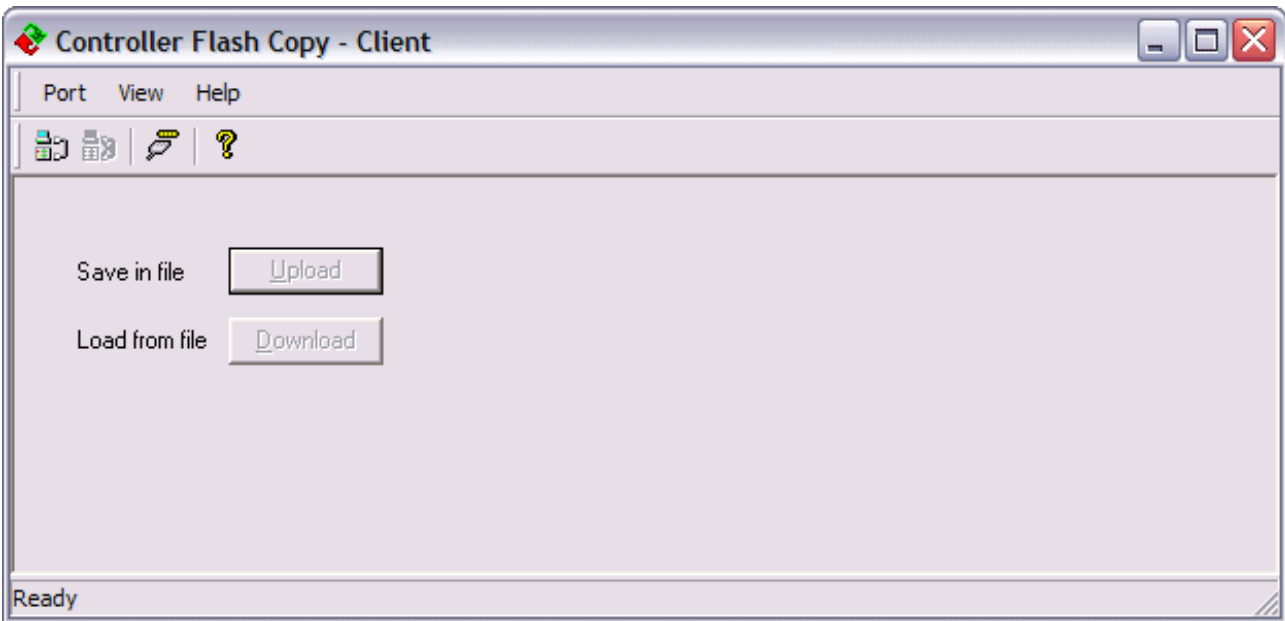 Controller Flash Copy - Client
Port View Help
Save in file Upload
Load from file Download
Ready